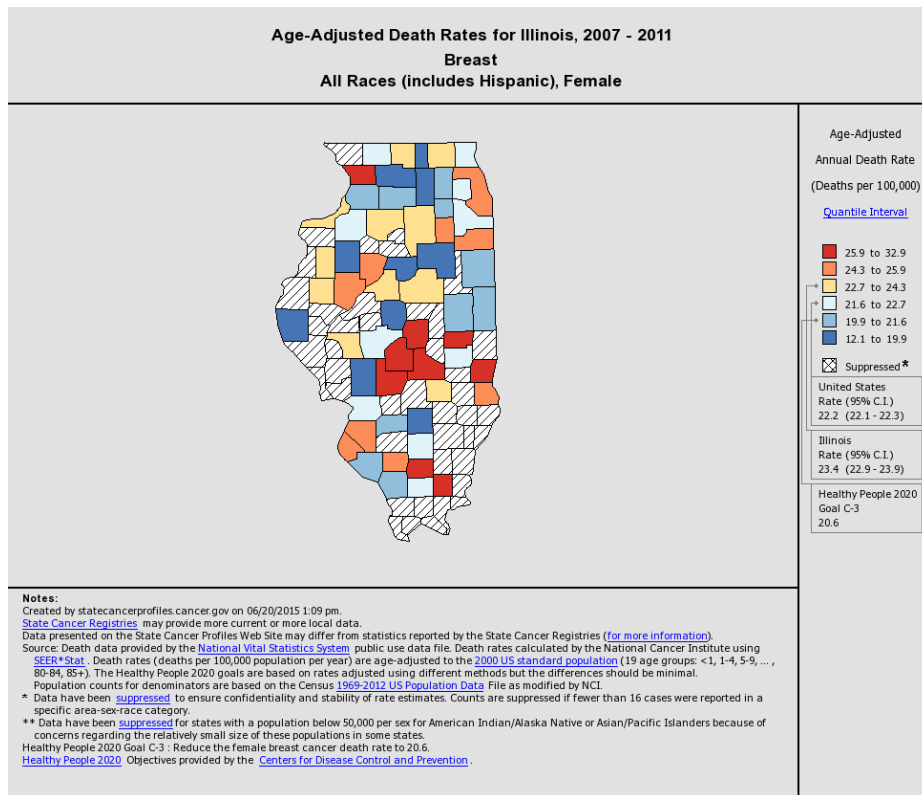 Age-Adjusted Death Rates for Illinois, 2007 - 2011
Breast
All Races (includes Hispanic), Female
Age-Adjusted
Annual Death Rate
(Deaths per 100,000)
Quantile Interval
25.9 to 32.9
24.3 to 25.9
22.7 to 24.3
21.6 to 22.7
19.9 to 21.6
12.1 to 19.9
Suppressed *
United States
Rate (95% C.I.)
22.2 (22.1 - 22.3)
Illinois
Rate (95% C.I.)
23.4 (22.9 - 23.9)
Healthy People 2020
Goal C-3
20.6
Notes:
Created by statecancerprofiles.cancer.gov on 06/20/2015 1:09 pm.
State Cancer Registries may provide more current or more local data.
Data presented on the State Cancer Profiles Web Site may differ from statistics reported by the State Cancer Registries (for more information).
Source: Death data provided by the National Vital Statistics System public use data file. Death rates calculated by the National Cancer Institute using
SEER*Stat . Death rates (deaths per 100,000 population per year) are age-adjusted to the 2000 US standard population (19 age groups: <1, 1-4, 5-9, ... ,
80-84, 85+). The Healthy People 2020 goals are based on rates adjusted using different methods but the differences should be minimal.
Population counts for denominators are based on the Census 1969-2012 US Population Data File as modified by NCI.
* Data have been suppressed to ensure confidentiality and stability of rate estimates. Counts are suppressed if fewer than 16 cases were reported in a
specific area-sex-race category.
** Data have been suppressed for states with a population below 50,000 per sex for American Indian/Alaska Native or Asian/Pacific Islanders because of
concerns regarding the relatively small size of these populations in some states.
Healthy People 2020 Goal C-3 : Reduce the female breast cancer death rate to 20.6.
Healthy People 2020 Objectives provided by the Centers for Disease Control and Prevention .